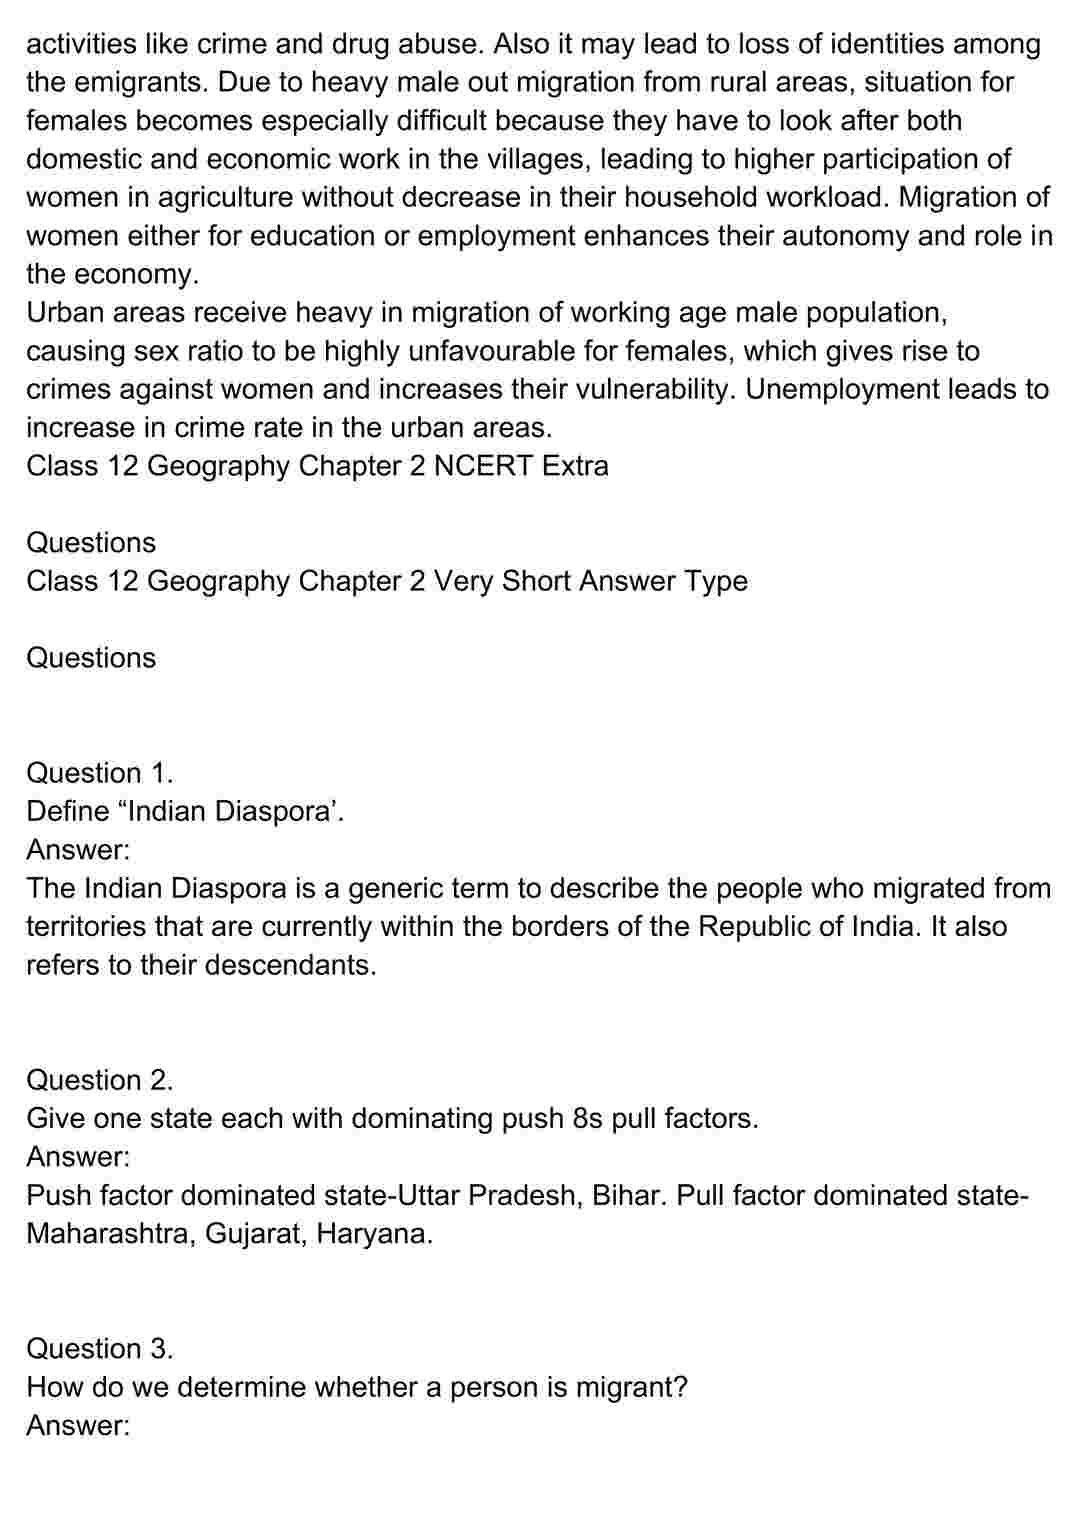 activities like crime and drug abuse. Also it may lead to loss of identities among
the emigrants. Due to heavy male out migration from rural areas, situation for
females becomes especially difficult because they have to look after both
domestic and economic work in the villages, leading to higher participation of
women in agriculture without decrease in their household workload. Migration of
women either for education or employment enhances their autonomy and role in
the economy.
Urban areas receive heavy in migration of working age male population,
causing sex ratio to be highly unfavourable for females, which gives rise to
crimes against women and increases their vulnerability. Unemployment leads to
increase in crime rate in the urban areas.
Class 12 Geography Chapter 2 NCERT Extra
Questions
Class 12 Geography Chapter 2 Very Short Answer Type
Questions
Question 1.
Define “Indian Diaspora’.
Answer:
The Indian Diaspora is a generic term to describe the people who migrated from
territories that are currently within the borders of the Republic of India. It also
refers to their descendants.
Question 2.
Give one state each with dominating push 8s pull factors.
Answer:
Push factor dominated state-Uttar Pradesh, Bihar. Pull factor dominated state-
Maharashtra, Gujarat, Haryana.
Question 3.
How do we determine whether a person is migrant?
Answer: